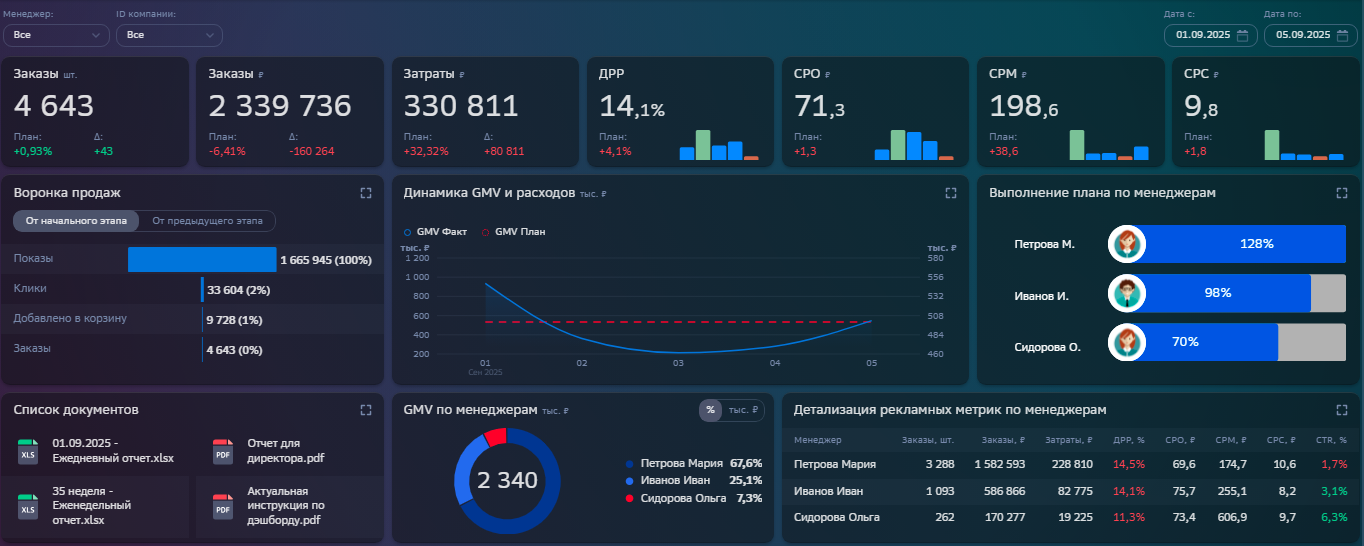 Менеджер:
ID компании:
Дата с:
Дата по:
Все
Все
01.09.2025
05.09.2025
Заказы шт.
4 643
План:
Δ:
+0,93%
+43
Заказы ₽
2 339 736
План:
Δ:
-6,41%
-160 264
Затраты ₽
330 811
План:
Δ:
+32,32%
+80 811
ДРР
14,1%
План:
+4,1%
CPO ₽
71,3
План:
+1,3
CPM ₽
198,6
План:
+38,6
CPC ₽
9,8
План:
+1,8
Воронка продаж
От начального этапа
От предыдущего этапа
Показы
1 665 945 (100%)
Клики
33 604 (2%)
Добавлено в корзину
9 728 (1%)
Заказы
4 643 (0%)
Динамика GMV и расходов тыс. ₽
GMV Факт
GMV План
тыс. ₽
тыс. ₽
1 200
580
1 000
556
800
532
600
508
400
484
200
460
01
02
03
04
05
Сен 2025
Выполнение плана по менеджерам
Петрова М.
128%
Иванов И.
98%
Сидорова О.
70%
Список документов
XLS
01.09.2025 -
Ежедневный отчет.xlsx
PDF
Отчет для
директора.pdf
XLS
35 неделя -
Еженедельный
отчет.xlsx
PDF
Актуальная
инструкция по
дэшборду.pdf
GMV по менеджерам тыс. ₽
%
тыс. ₽
2 340
Петрова Мария 67,6%
Иванов Иван 25,1%
Сидорова Ольга 7,3%
Детализация рекламных метрик по менеджерам
Менеджер Заказы, шт. Заказы, ₽ Затраты, ₽ ДРР, % CPO, ₽ CPM, ₽ CPC, ₽ CTR, %
Петрова Мария 3 288 1 582 593 228 810 14,5% 69,6 174,7 10,6 1,7%
Иванов Иван 1 093 586 866 82 775 14,1% 75,7 255,1 8,2 3,1%
Сидорова Ольга 262 170 277 19 225 11,3% 73,4 606,9 9,7 6,3%